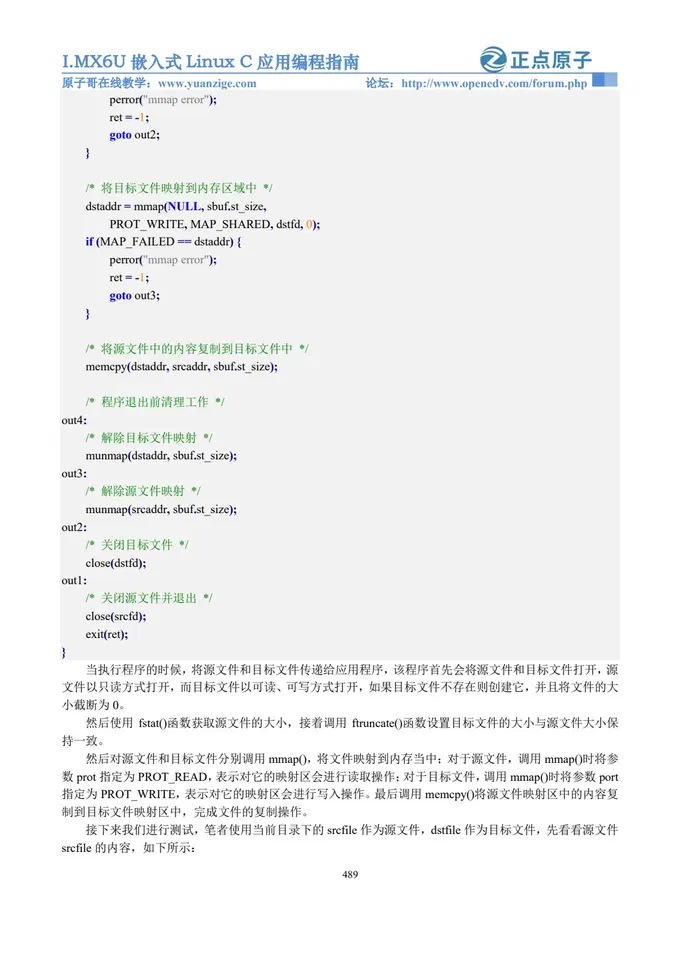 I.MX6U 嵌入式 Linux C 应用编程指南
正点原子
原子哥在线教学：www.yuanzige.com 论坛：http://www.openedv.com/forum.php
perror("mmap error");
ret = -1;
goto out2;
}
/* 将目标文件映射到内存区域中 */
dstaddr = mmap(NULL, sbuf.st_size,
PROT_WRITE, MAP_SHARED, dstfd, 0);
if (MAP_FAILED == dstaddr) {
perror("mmap error");
ret = -1;
goto out3;
}
/* 将源文件中的内容复制到目标文件中 */
memcpy(dstaddr, srcaddr, sbuf.st_size);
/* 程序退出前清理工作 */
out4:
/* 解除目标文件映射 */
munmap(dstaddr, sbuf.st_size);
out3:
/* 解除源文件映射 */
munmap(srcaddr, sbuf.st_size);
out2:
/* 关闭目标文件 */
close(dstfd);
out1:
/* 关闭源文件并退出 */
close(srcfd);
exit(ret);
}
当执行程序的时候，将源文件和目标文件传递给应用程序，该程序首先会将源文件和目标文件打开，源
文件以只读方式打开，而目标文件以可读、可写方式打开，如果目标文件不存在则创建它，并且将文件的大
小截断为 0。
然后使用 fstat()函数获取源文件的大小，接着调用 ftruncate()函数设置目标文件的大小与源文件大小保
持一致。
然后对源文件和目标文件分别调用 mmap()，将文件映射到内存当中；对于源文件，调用 mmap()时将参
数 prot 指定为 PROT_READ，表示对它的映射区会进行读取操作；对于目标文件，调用 mmap()时将参数 port
指定为 PROT_WRITE，表示对它的映射区会进行写入操作。最后调用 memcpy()将源文件映射区中的内容复
制到目标文件映射区中，完成文件的复制操作。
接下来我们进行测试，笔者使用当前目录下的 srcfile 作为源文件，dstfile 作为目标文件，先看看源文件
srcfile 的内容，如下所示：
489